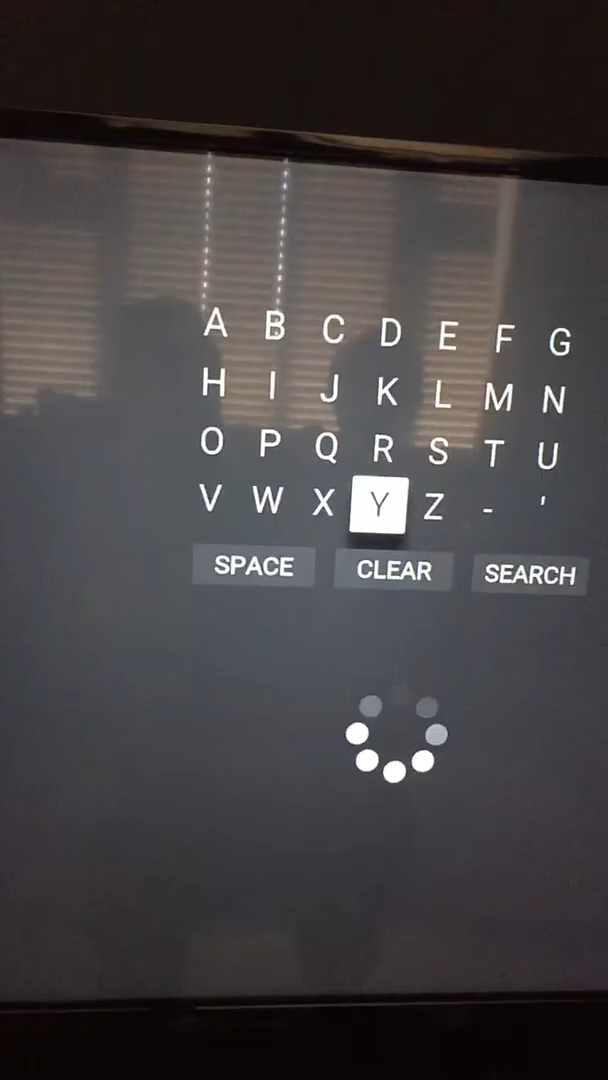 A B C D E F G
H I J K L M N
O P Q R S T U
V W X Y Z - '
SPACE CLEAR SEARCH